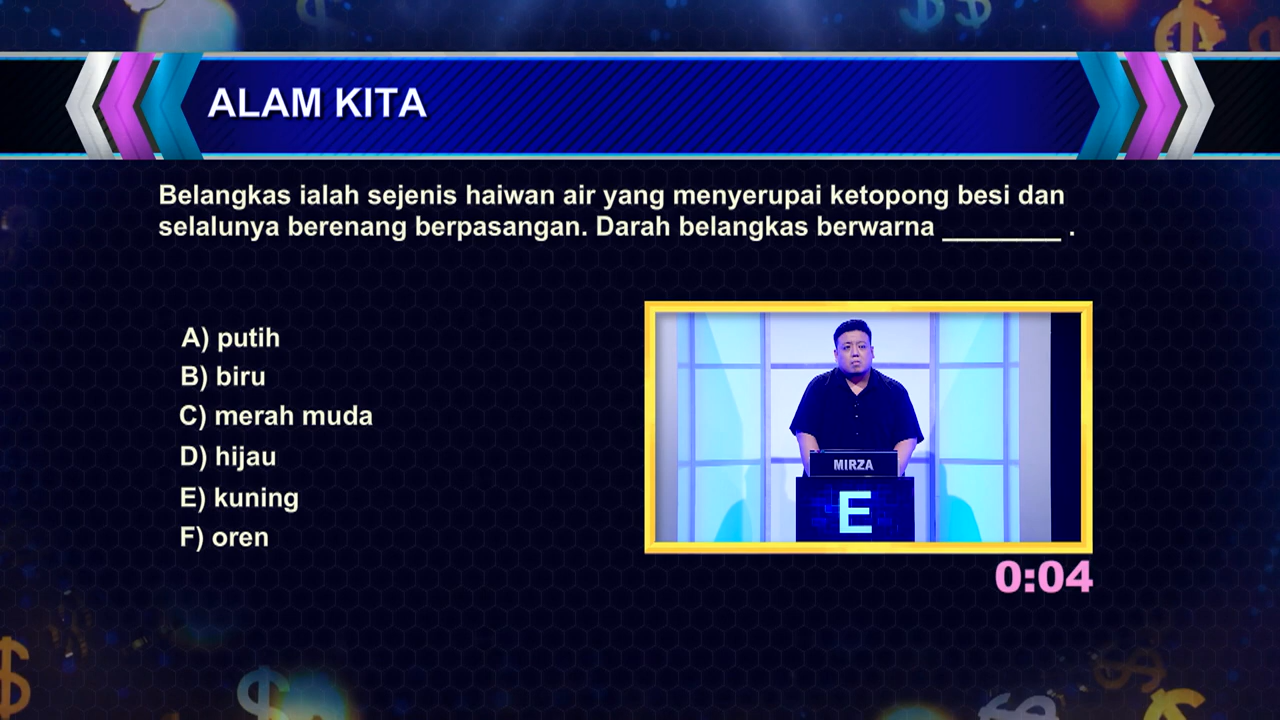 ALAM KITA
Belangkas ialah sejenis haiwan air yang menyerupai ketopong besi dan
selalunya berenang berpasangan. Darah belangkas berwarna ________ .
A) putih
B) biru
C) merah muda
D) hijau
E) kuning
F) oren
MIRZA
E
0:04